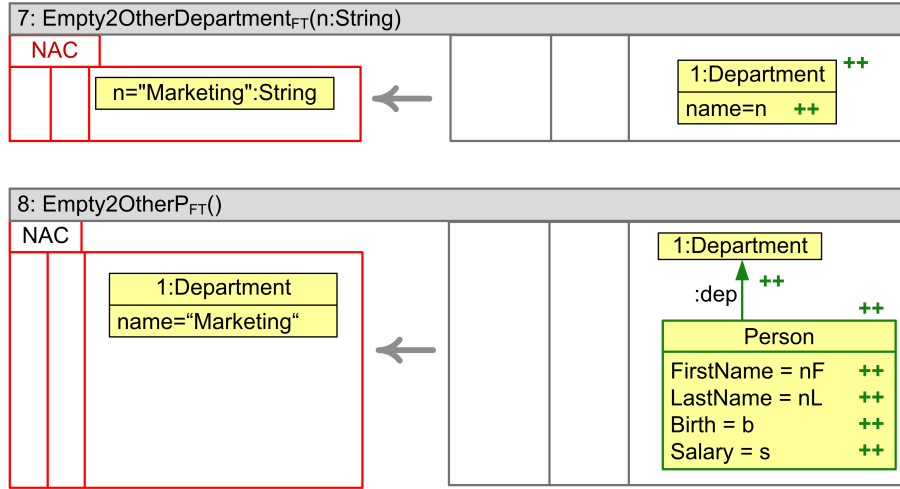 7: Empty2OtherDepartmentFT(n:String)
NAC
n="Marketing":String
1:Department ++
name=n ++
8: Empty2OtherPFT()
NAC
1:Department
name=“Marketing“
1:Department
:dep ++
++
Person
FirstName = nF ++
LastName = nL ++
Birth = b ++
Salary = s ++